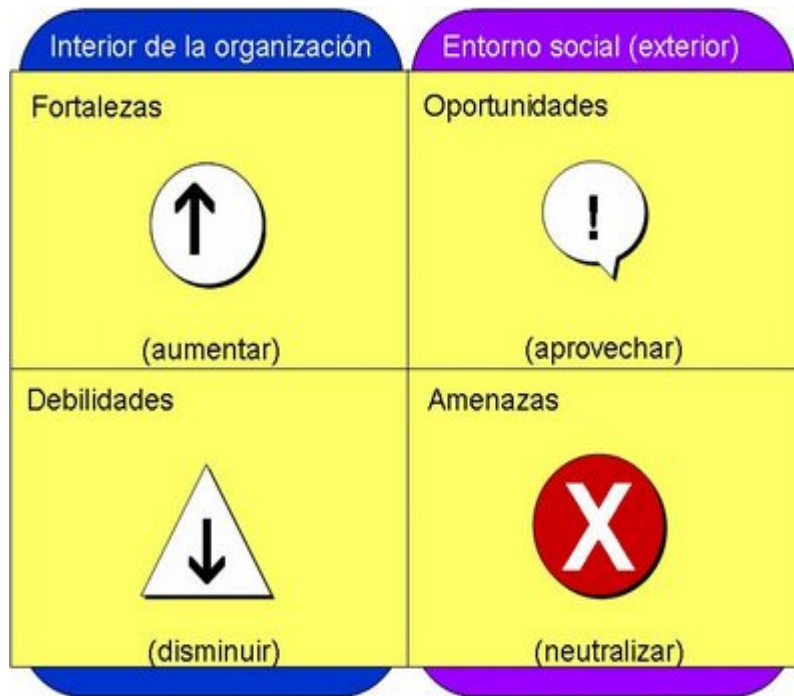 Interior de la organización
Entorno social (exterior)
Fortalezas
Oportunidades
!
(aumentar)
(aprovechar)
Debilidades
Amenazas
X
(disminuir)
(neutralizar)